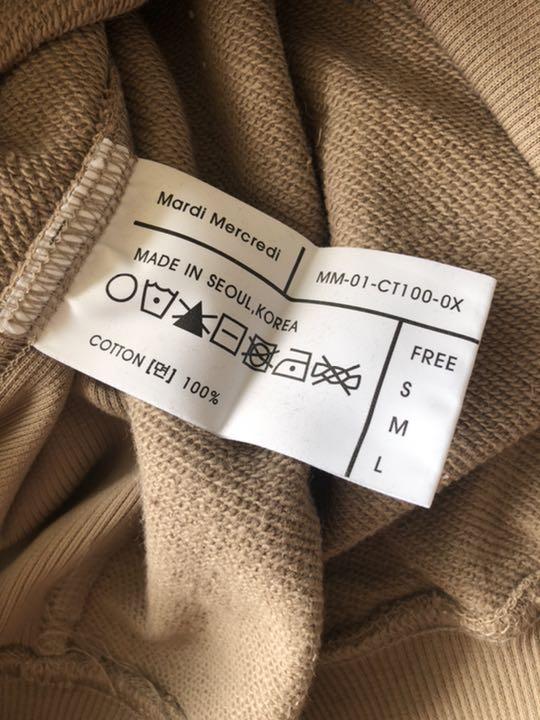 Mardi Mercredi
MM-01-CT100-0X
MADE IN SEOUL,KOREA
COTTON [면] 100%
FREE
S
M
L